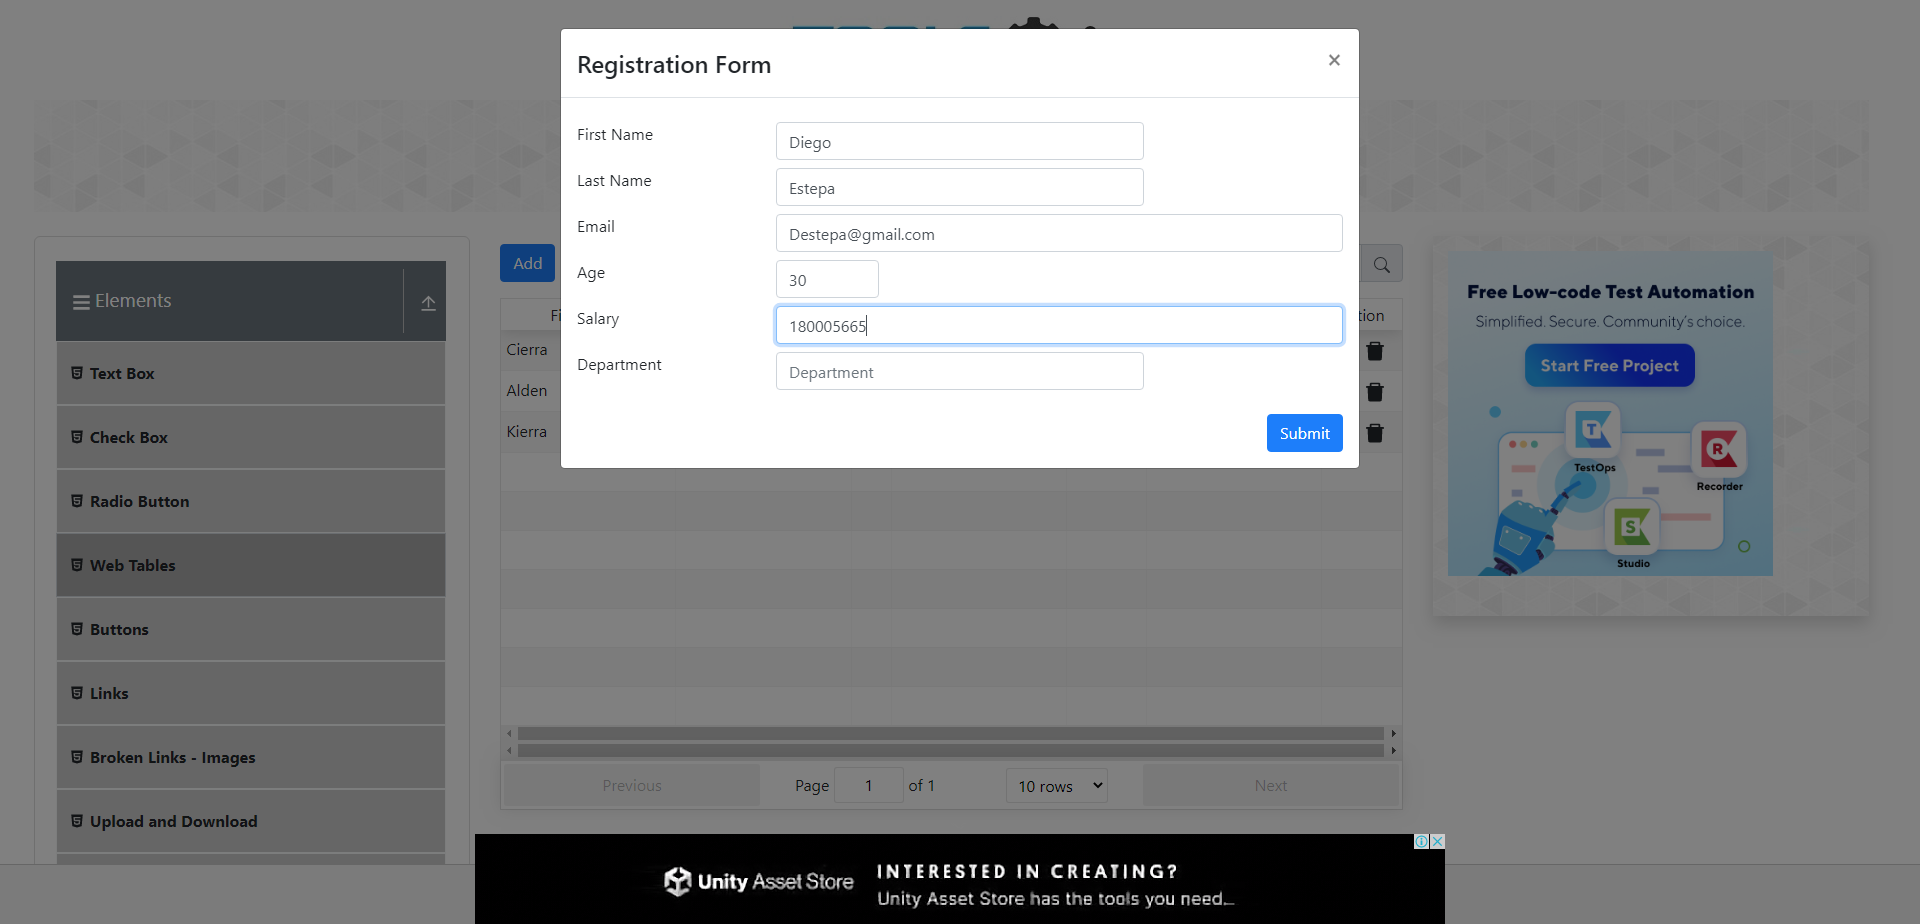 Registration Form
×
First Name
Diego
Last Name
Estepa
Email
Destepa@gmail.com
Age
30
Salary
180005665
Department
Department
Submit
Elements
Text Box
Check Box
Radio Button
Web Tables
Buttons
Links
Broken Links - Images
Upload and Download
Add
Cierra
Alden
Kierra
Previous
Page 1 of 1
10 rows
Next
Free Low-code Test Automation
Simplified. Secure. Community's choice.
Start Free Project
TestOps
Recorder
Studio
Unity Asset Store
INTERESTED IN CREATING?
Unity Asset Store has the tools you need...